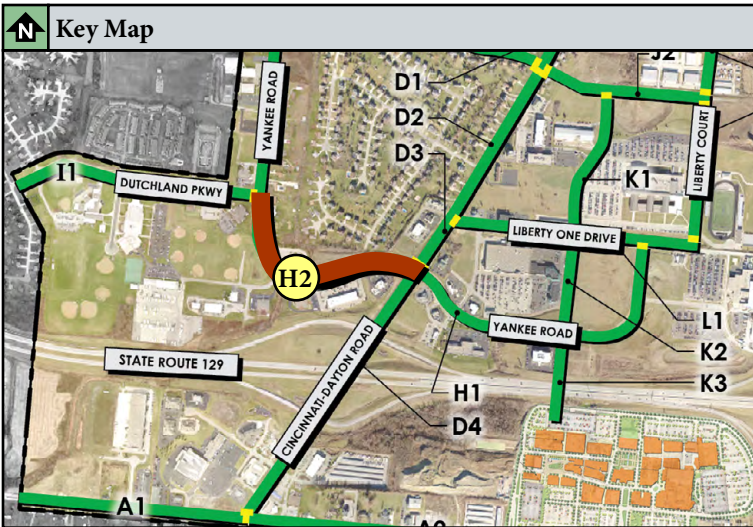 N Key Map
D1
J2
YANKEE ROAD
D2
LIBERTY COURT
D3
I1
DUTCHLAND PKWY
K1
LIBERTY ONE DRIVE
H2
L1
YANKEE ROAD
K2
STATE ROUTE 129
CINCINNATI-DAYTON ROAD
K3
H1
D4
A1